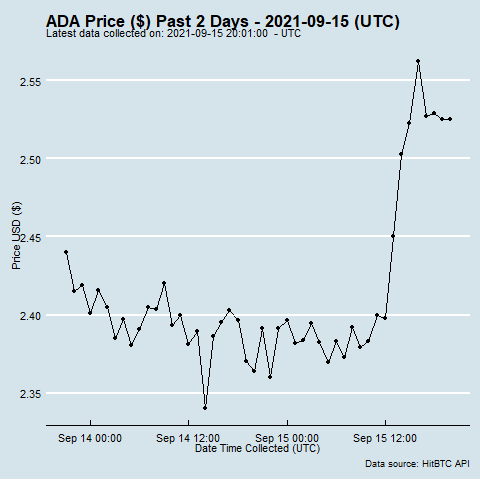 ADA Price ($) Past 2 Days - 2021-09-15 (UTC)
Latest data collected on: 2021-09-15 20:01:00 - UTC
2.55
2.50
2.45
2.40
2.35
Price USD ($)
Sep 14 00:00 Sep 14 12:00 Sep 15 00:00 Sep 15 12:00
Date Time Collected (UTC)
Data source: HitBTC API